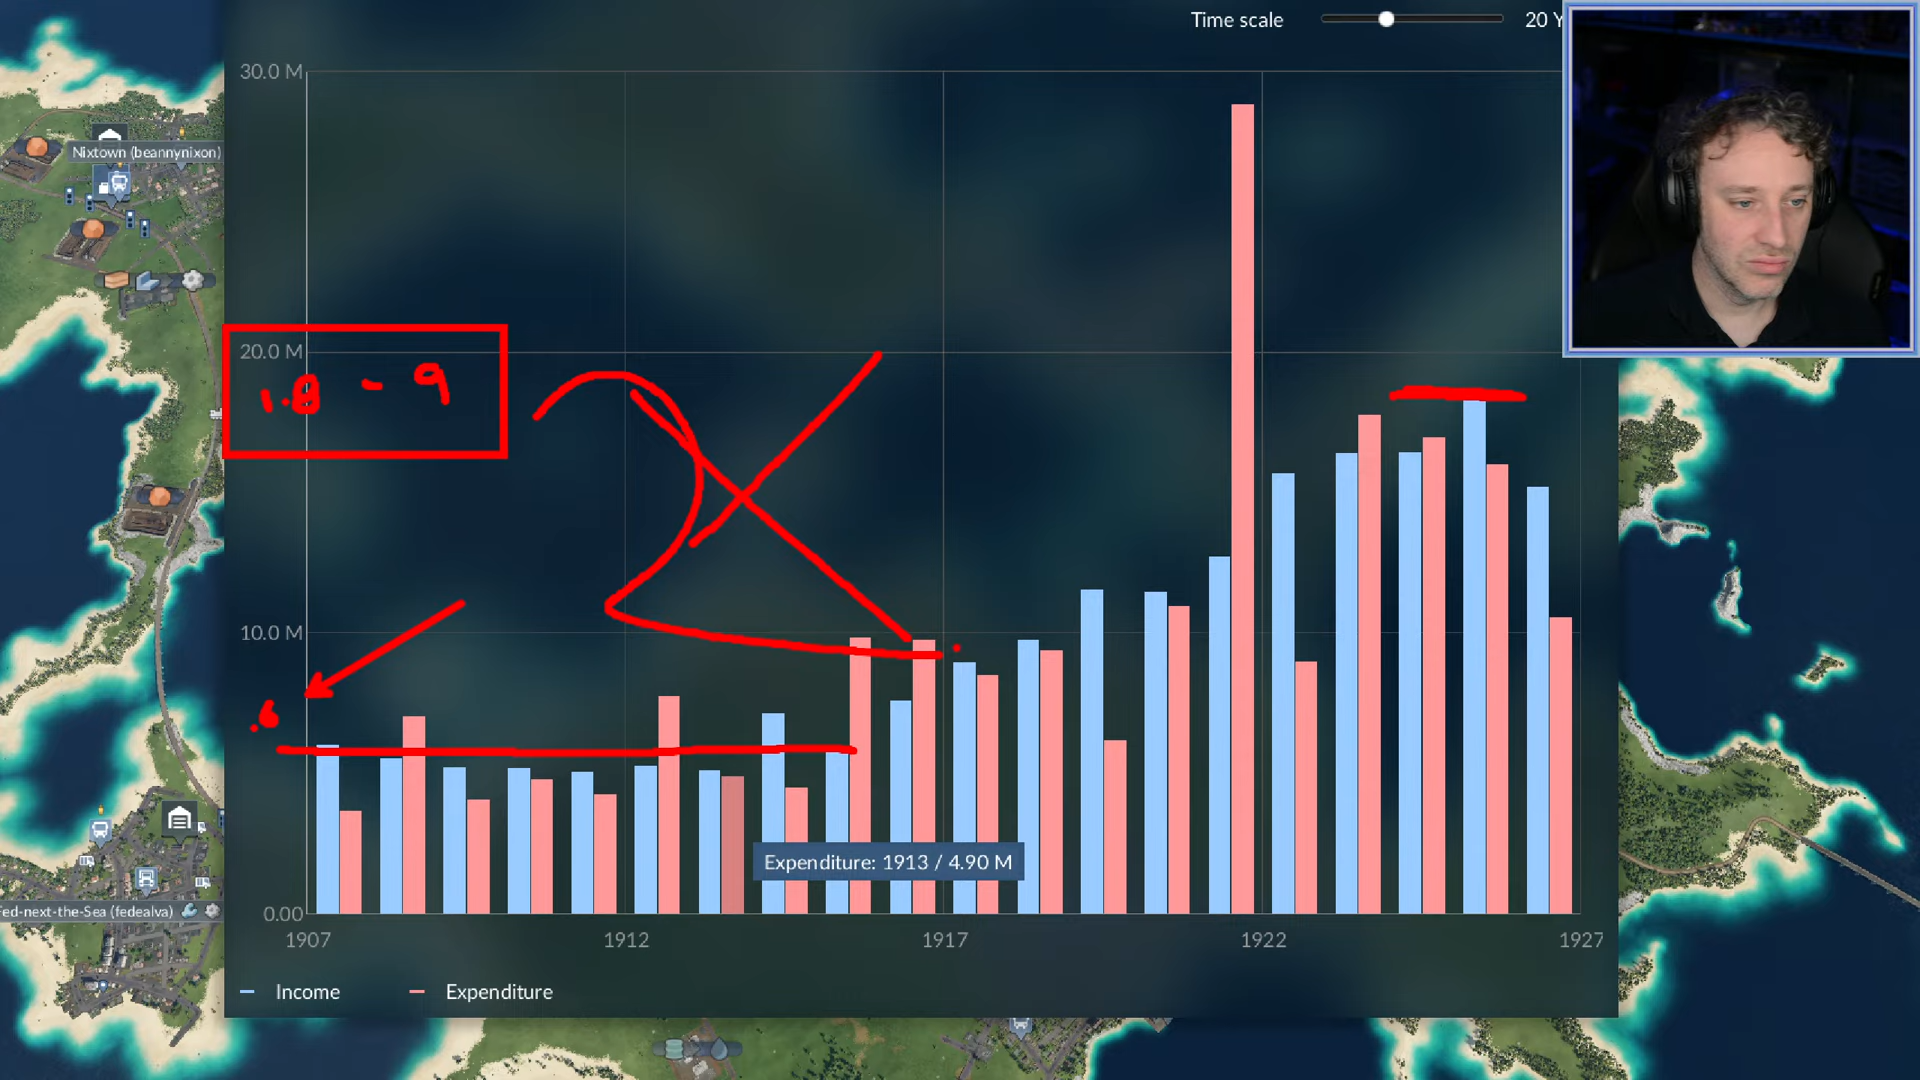 Time scale
20 Y
30.0 M
Nixtown (beannynixon)
20.0 M
1.8 - 9
10.0 M
.6
Expenditure: 1913 / 4.90 M
Fed-next-the-Sea (fedealva)
0.00
1907
1912
1917
1922
1927
Income
Expenditure